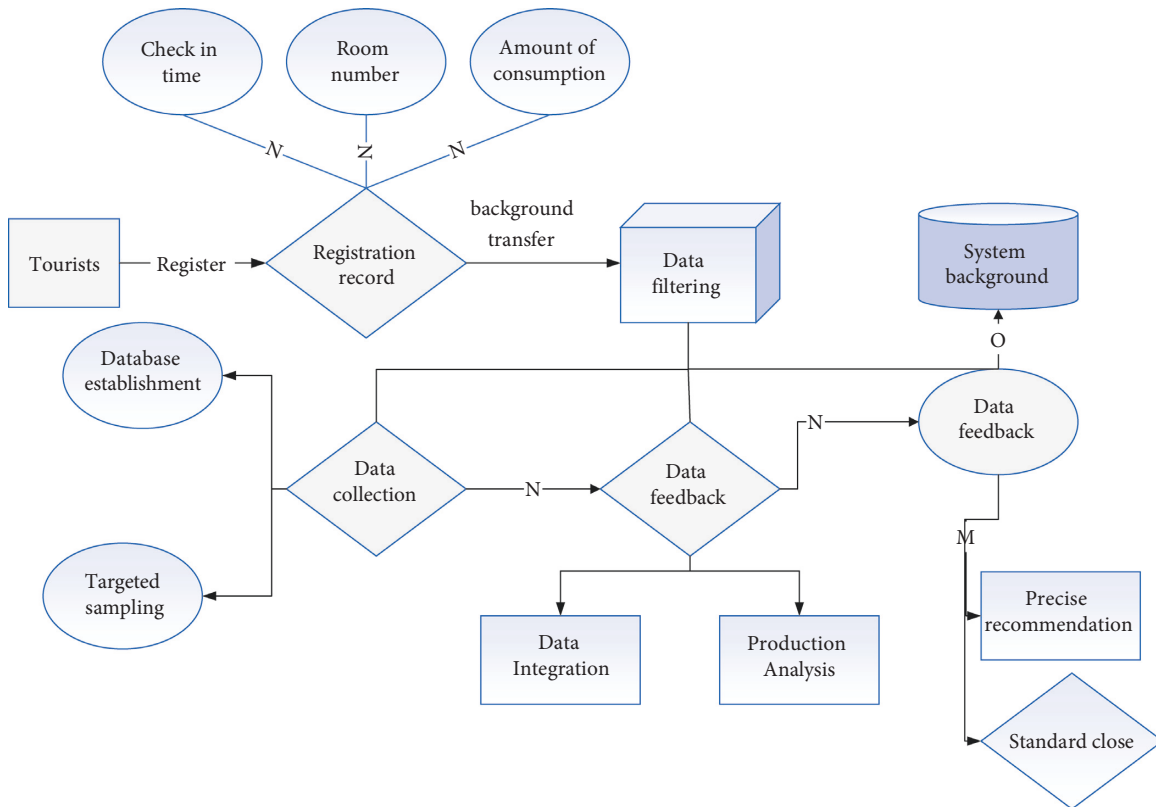 Check in
time
Room
number
Amount of
consumption
N
N
N
Tourists
Register
Registration
record
background
transfer
Data
filtering
System
background
O
Database
establishment
Targeted
sampling
Data
collection
N
Data
feedback
N
Data
feedback
M
Data
Integration
Production
Analysis
Precise
recommendation
Standard close